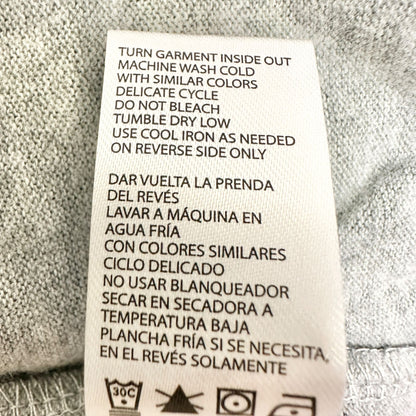 TURN GARMENT INSIDE OUT
MACHINE WASH COLD
WITH SIMILAR COLORS
DELICATE CYCLE
DO NOT BLEACH
TUMBLE DRY LOW
USE COOL IRON AS NEEDED
ON REVERSE SIDE ONLY
DAR VUELTA LA PRENDA
DEL REVÉS
LAVAR A MÁQUINA EN
AGUA FRÍA
CON COLORES SIMILARES
CICLO DELICADO
NO USAR BLANQUEADOR
SECAR EN SECADORA A
TEMPERATURA BAJA
PLANCHA FRÍA SI SE NECESITA,
EN EL REVÉS SOLAMENTE
30C